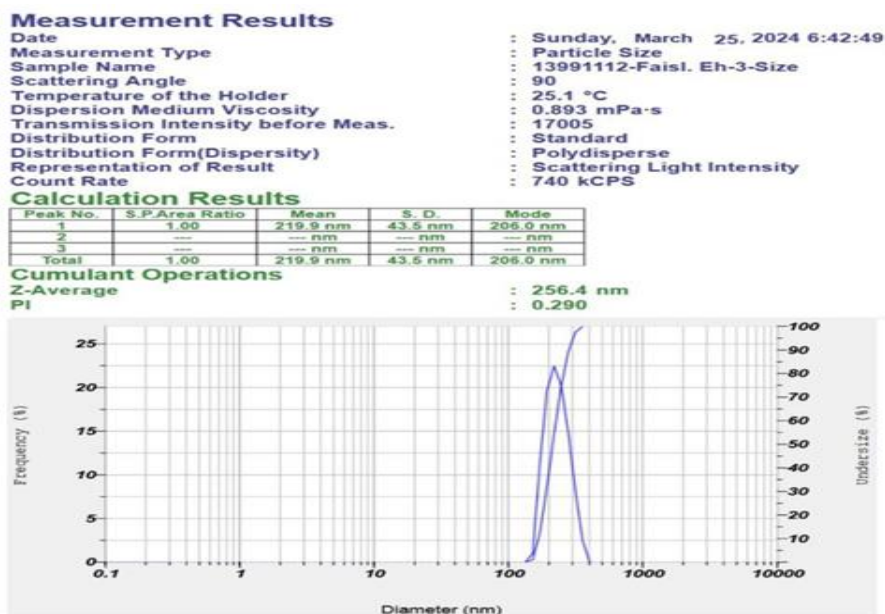 Measurement Results
Date : Sunday, March 25, 2024 6:42:49
Measurement Type : Particle Size
Sample Name : 13991112-Faisl. Eh-3-Size
Scattering Angle : 90
Temperature of the Holder : 25.1 °C
Dispersion Medium Viscosity : 0.893 mPa·s
Transmission Intensity before Meas. : 17005
Distribution Form : Standard
Distribution Form(Dispersity) : Polydisperse
Representation of Result : Scattering Light Intensity
Count Rate : 740 kCPS
Calculation Results
Peak No. S.P.Area Ratio Mean S. D. Mode
1 1.00 219.9 nm 43.5 nm 206.0 nm
2 --- --- nm --- nm --- nm
3 --- --- nm --- nm --- nm
Total 1.00 219.9 nm 43.5 nm 206.0 nm
Cumulant Operations
Z-Average : 256.4 nm
PI : 0.290
100
25 90
80
20 70
60
15 50
10 40
30
5 20
10
0
0.1 1 10 100 1000 10000
Frequency (%)
Undersize (%)
Diameter (nm)